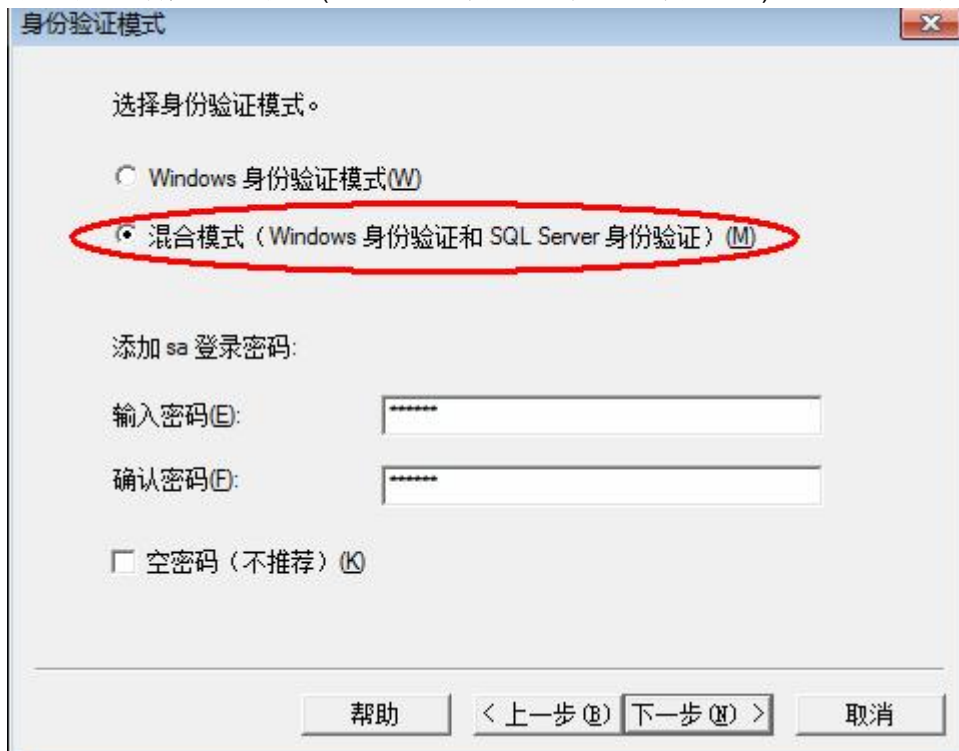 身份验证模式
选择身份验证模式。
Windows 身份验证模式(W)
混合模式（Windows 身份验证和 SQL Server 身份验证）(M)
添加 sa 登录密码:
输入密码(E): ******
确认密码(F): ******
空密码（不推荐）(K)
帮助 < 上一步(B) 下一步(N) > 取消